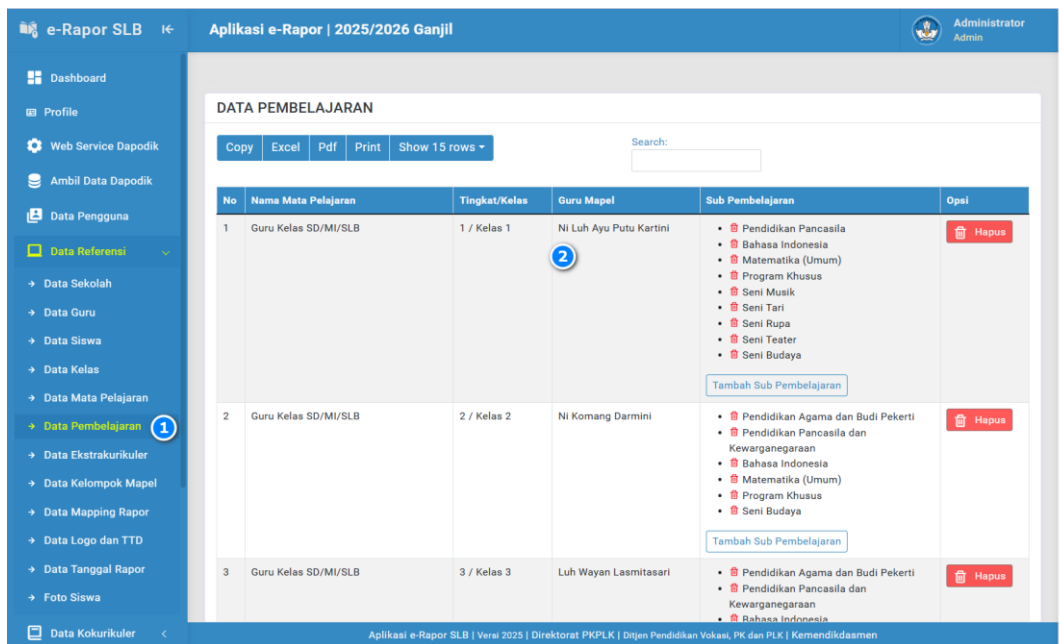 e-Rapor SLB
Aplikasi e-Rapor | 2025/2026 Ganjil
Administrator
Admin
Dashboard
Profile
Web Service Dapodik
Ambil Data Dapodik
Data Pengguna
Data Referensi
Data Sekolah
Data Guru
Data Siswa
Data Kelas
Data Mata Pelajaran
Data Pembelajaran 1
Data Ekstrakurikuler
Data Kelompok Mapel
Data Mapping Rapor
Data Logo dan TTD
Data Tanggal Rapor
Foto Siswa
Data Kokurikuler
DATA PEMBELAJARAN
Copy Excel Pdf Print Show 15 rows
Search:
No Nama Mata Pelajaran Tingkat/Kelas Guru Mapel Sub Pembelajaran Opsi
1 Guru Kelas SD/MI/SLB 1 / Kelas 1 Ni Luh Ayu Putu Kartini • Pendidikan Pancasila Hapus
• Bahasa Indonesia
2 • Matematika (Umum)
• Program Khusus
• Seni Musik
• Seni Tari
• Seni Rupa
• Seni Teater
• Seni Budaya
Tambah Sub Pembelajaran
2 Guru Kelas SD/MI/SLB 2 / Kelas 2 Ni Komang Darmini • Pendidikan Agama dan Budi Pekerti Hapus
• Pendidikan Pancasila dan
Kewarganegaraan
• Bahasa Indonesia
• Matematika (Umum)
• Program Khusus
• Seni Budaya
Tambah Sub Pembelajaran
3 Guru Kelas SD/MI/SLB 3 / Kelas 3 Luh Wayan Lasmitasari • Pendidikan Agama dan Budi Pekerti Hapus
• Pendidikan Pancasila dan
Kewarganegaraan
• Bahasa Indonesia
Aplikasi e-Rapor SLB | Versi 2025 | Direktorat PKPLK | Ditjen Pendidikan Vokasi, PK dan PLK | Kemendikdasmen